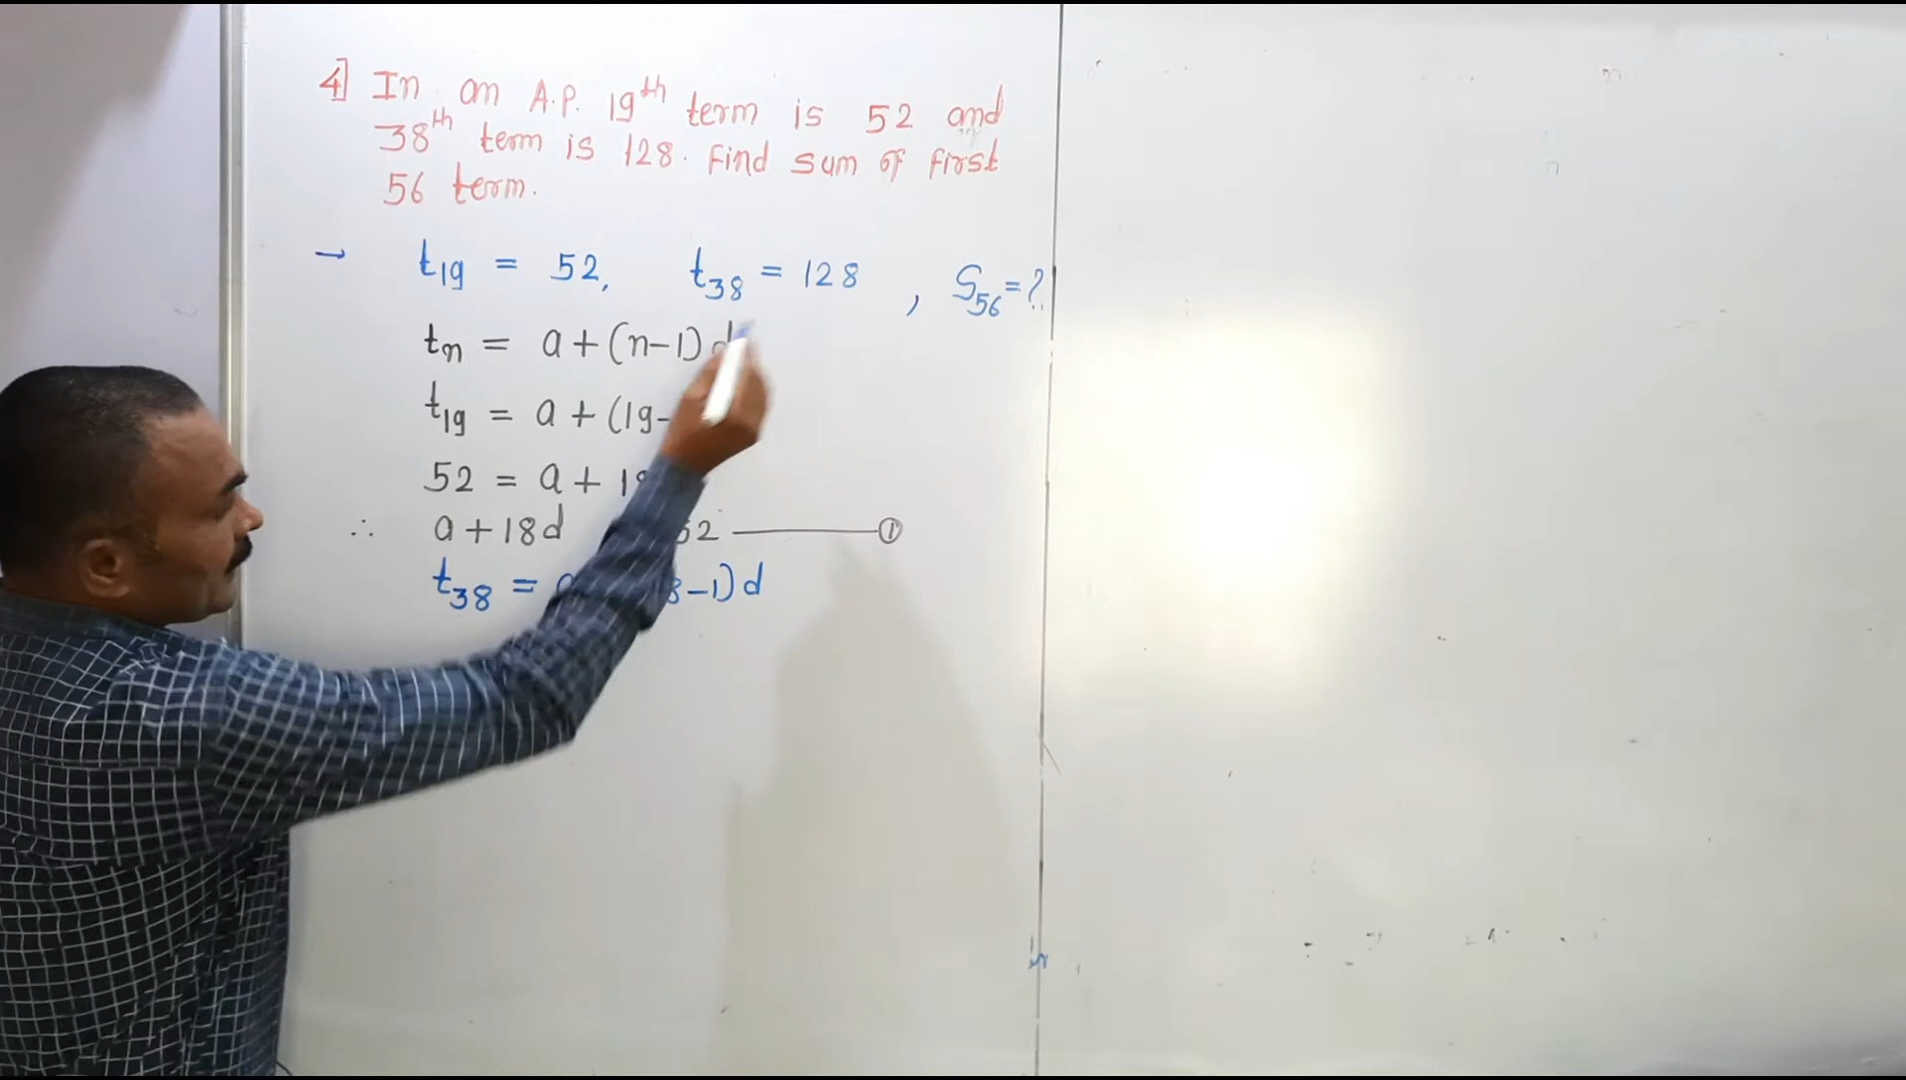 4] In an A.P. 19th term is 52 and
38th term is 128. Find sum of first
56 term.
→ t19 = 52, t38 = 128 , S56 = ?
tn = a + (n-1) d
t19 = a + (19-
52 = a + 1
∴ a + 18d 52 ——— ①
t38 = -1) d